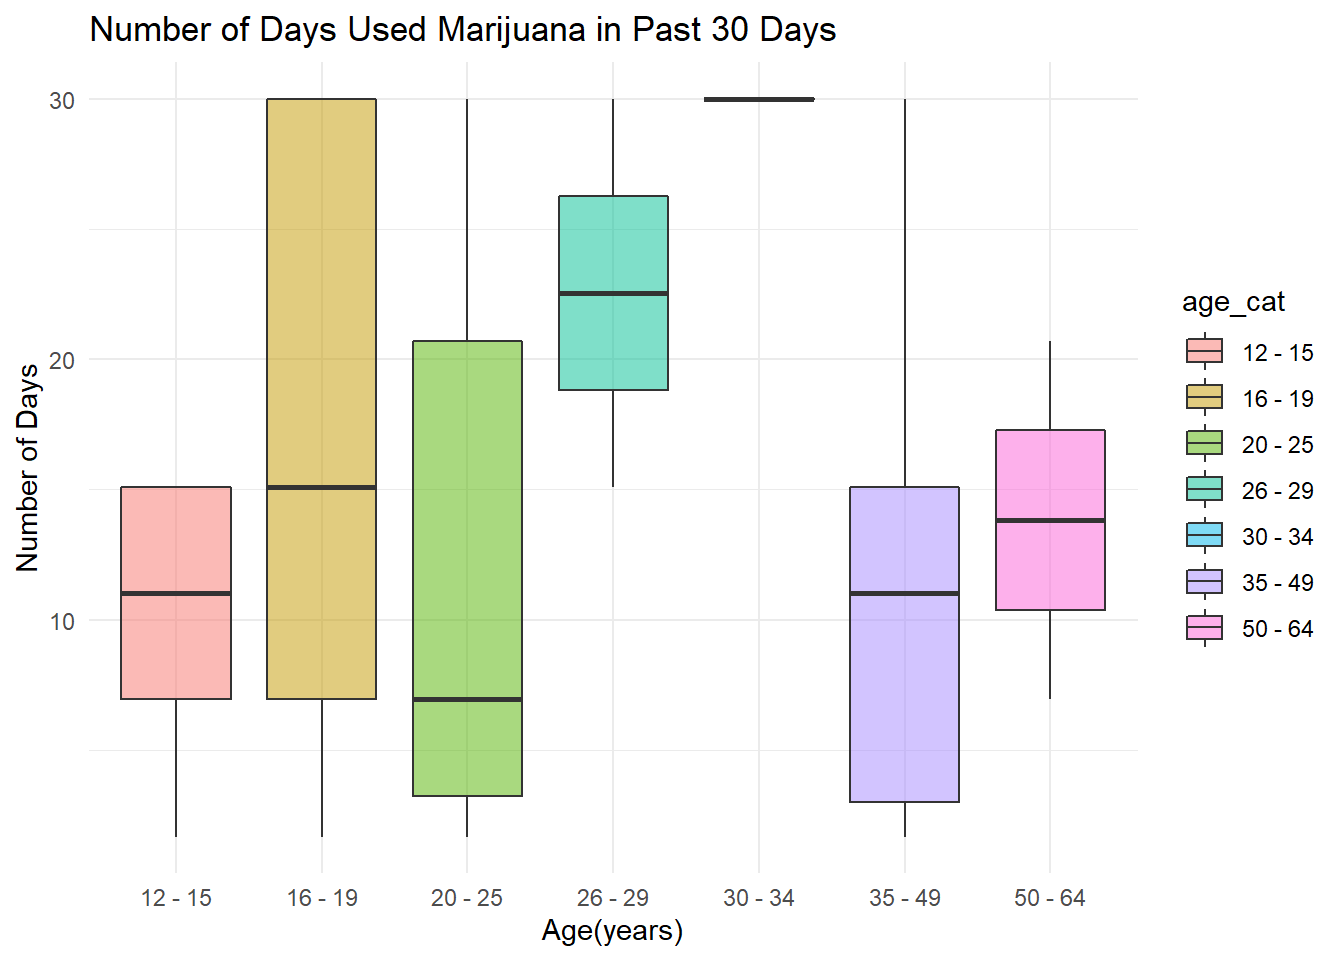 Number of Days Used Marijuana in Past 30 Days
30
20
10
Number of Days
12 - 15
16 - 19
20 - 25
26 - 29
30 - 34
35 - 49
50 - 64
Age(years)
age_cat
12 - 15
16 - 19
20 - 25
26 - 29
30 - 34
35 - 49
50 - 64